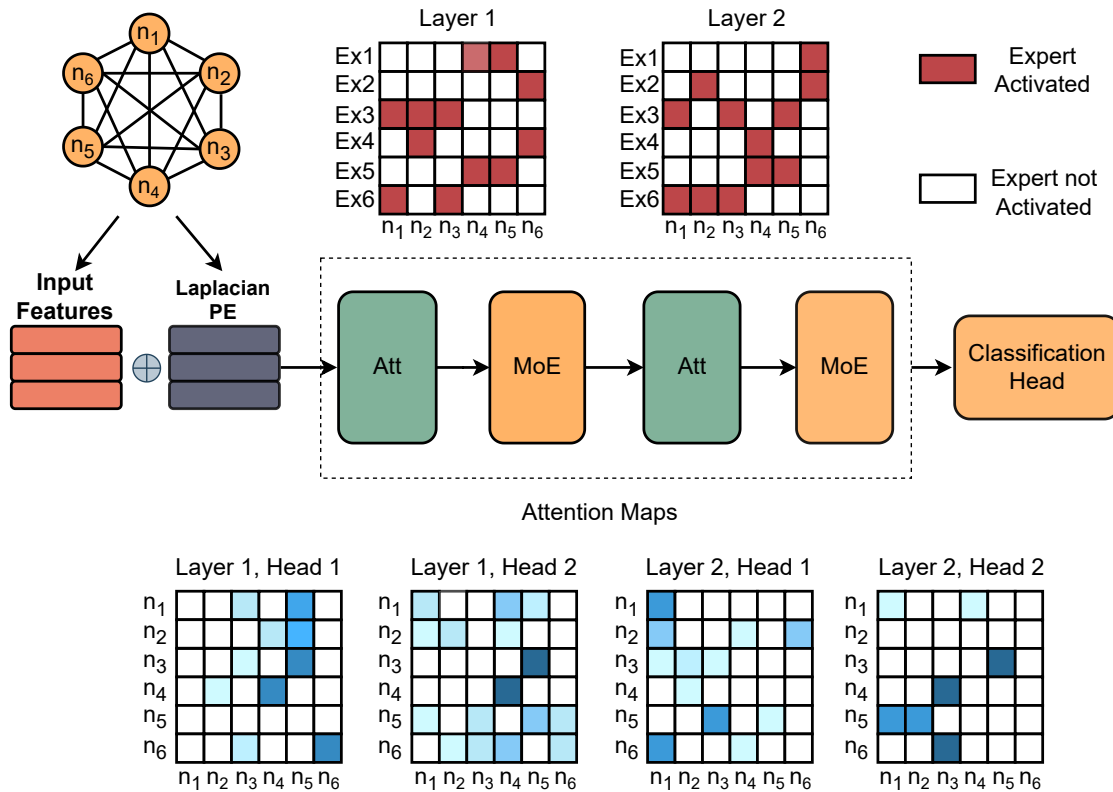 Layer 1
Layer 2
n1
n6
n2
n5
n3
n4
Ex1
Ex2
Ex3
Ex4
Ex5
Ex6
n1 n2 n3 n4 n5 n6
Ex1
Ex2
Ex3
Ex4
Ex5
Ex6
n1 n2 n3 n4 n5 n6
Expert
Activated
Expert not
Activated
Input
Features
Laplacian
PE
Att
MoE
Att
MoE
Classification
Head
Attention Maps
Layer 1, Head 1
n1
n2
n3
n4
n5
n6
n1 n2 n3 n4 n5 n6
Layer 1, Head 2
n1
n2
n3
n4
n5
n6
n1 n2 n3 n4 n5 n6
Layer 2, Head 1
n1
n2
n3
n4
n5
n6
n1 n2 n3 n4 n5 n6
Layer 2, Head 2
n1
n2
n3
n4
n5
n6
n1 n2 n3 n4 n5 n6